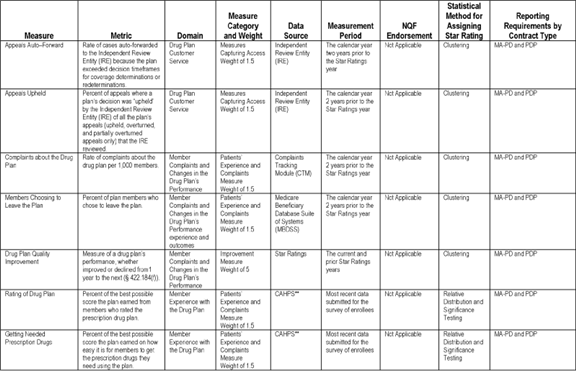 Measure
Metric
Domain
Measure
Category
and Weight
Data
Source
Measurement
Period
NQF
Endorsement
Statistical
Method for
Assigning
Star Rating
Reporting
Requirements by
Contract Type
Appeals Auto–Forward
Rate of cases auto-forwarded
to the Independent Review
Entity (IRE) because the plan
exceeded decision timeframes
for coverage determinations or
redeterminations.
Drug Plan
Customer
Service
Measures
Capturing Access
Weight of 1.5
Independent
Review Entity
(IRE)
The calendar year
two years prior to
the Star Ratings
year
Not Applicable
Clustering
MA-PD and PDP
Appeals Upheld
Percent of appeals where a
plan's decision was "upheld"
by the Independent Review
Entity (IRE) of all the plan's
appeals (upheld, overturned,
and partially overturned
appeals only) that the IRE
reviewed.
Drug Plan
Customer
Service
Measures
Capturing Access
Weight of 1.5
Independent
Review Entity
(IRE)
The calendar year
2 years prior to the
Star Ratings year
Not Applicable
Clustering
MA-PD and PDP
Complaints about the Drug
Plan
Rate of complaints about the
drug plan per 1,000 members.
Member
Complaints and
Changes in the
Drug Plan's
Performance
Patients'
Experience and
Complaints
Measure
Weight of 1.5
Complaints
Tracking
Module (CTM)
The calendar year
2 years prior to the
Star Ratings year
Not Applicable
Clustering
MA-PD and PDP
Members Choosing to
Leave the Plan
Percent of plan members who
chose to leave the plan.
Member
Complaints and
Changes in the
Drug Plan's
Performance
experience and
outcomes
Patients'
Experience and
Complaints
Measure
Weight of 1.5
Medicare
Beneficiary
Database Suite
of Systems
(MBDSS)
The calendar year
2 years prior to the
Star Ratings year
Not Applicable
Clustering
MA-PD and PDP
Drug Plan Quality
Improvement
Measure of a drug plan's
performance, whether
improved or declined from 1
year to the next (§ 422.184(f)).
Member
Complaints and
Changes in the
Drug Plan's
Performance
Improvement
Measure
Weight of 5
Star Ratings
The current and
prior Star Ratings
years
Not Applicable
Clustering
MA-PD and PDP
Rating of Drug Plan
Percent of the best possible
score the plan earned from
members who rated the
prescription drug plan.
Member
Experience with
the Drug Plan
Patients'
Experience and
Complaints
Measure
Weight of 1.5
CAHPS**
Most recent data
submitted for the
survey of enrollees
Not Applicable
Relative
Distribution and
Significance
Testing
MA-PD and PDP
Getting Needed
Prescription Drugs
Percent of the best possible
score the plan earned on how
easy it is for members to get
the prescription drugs they
need using the plan.
Member
Experience with
the Drug Plan
Patients'
Experience and
Complaints
Measure
Weight of 1.5
CAHPS**
Most recent data
submitted for the
survey of enrollees
Not Applicable
Relative
Distribution and
Significance
Testing
MA-PD and PDP